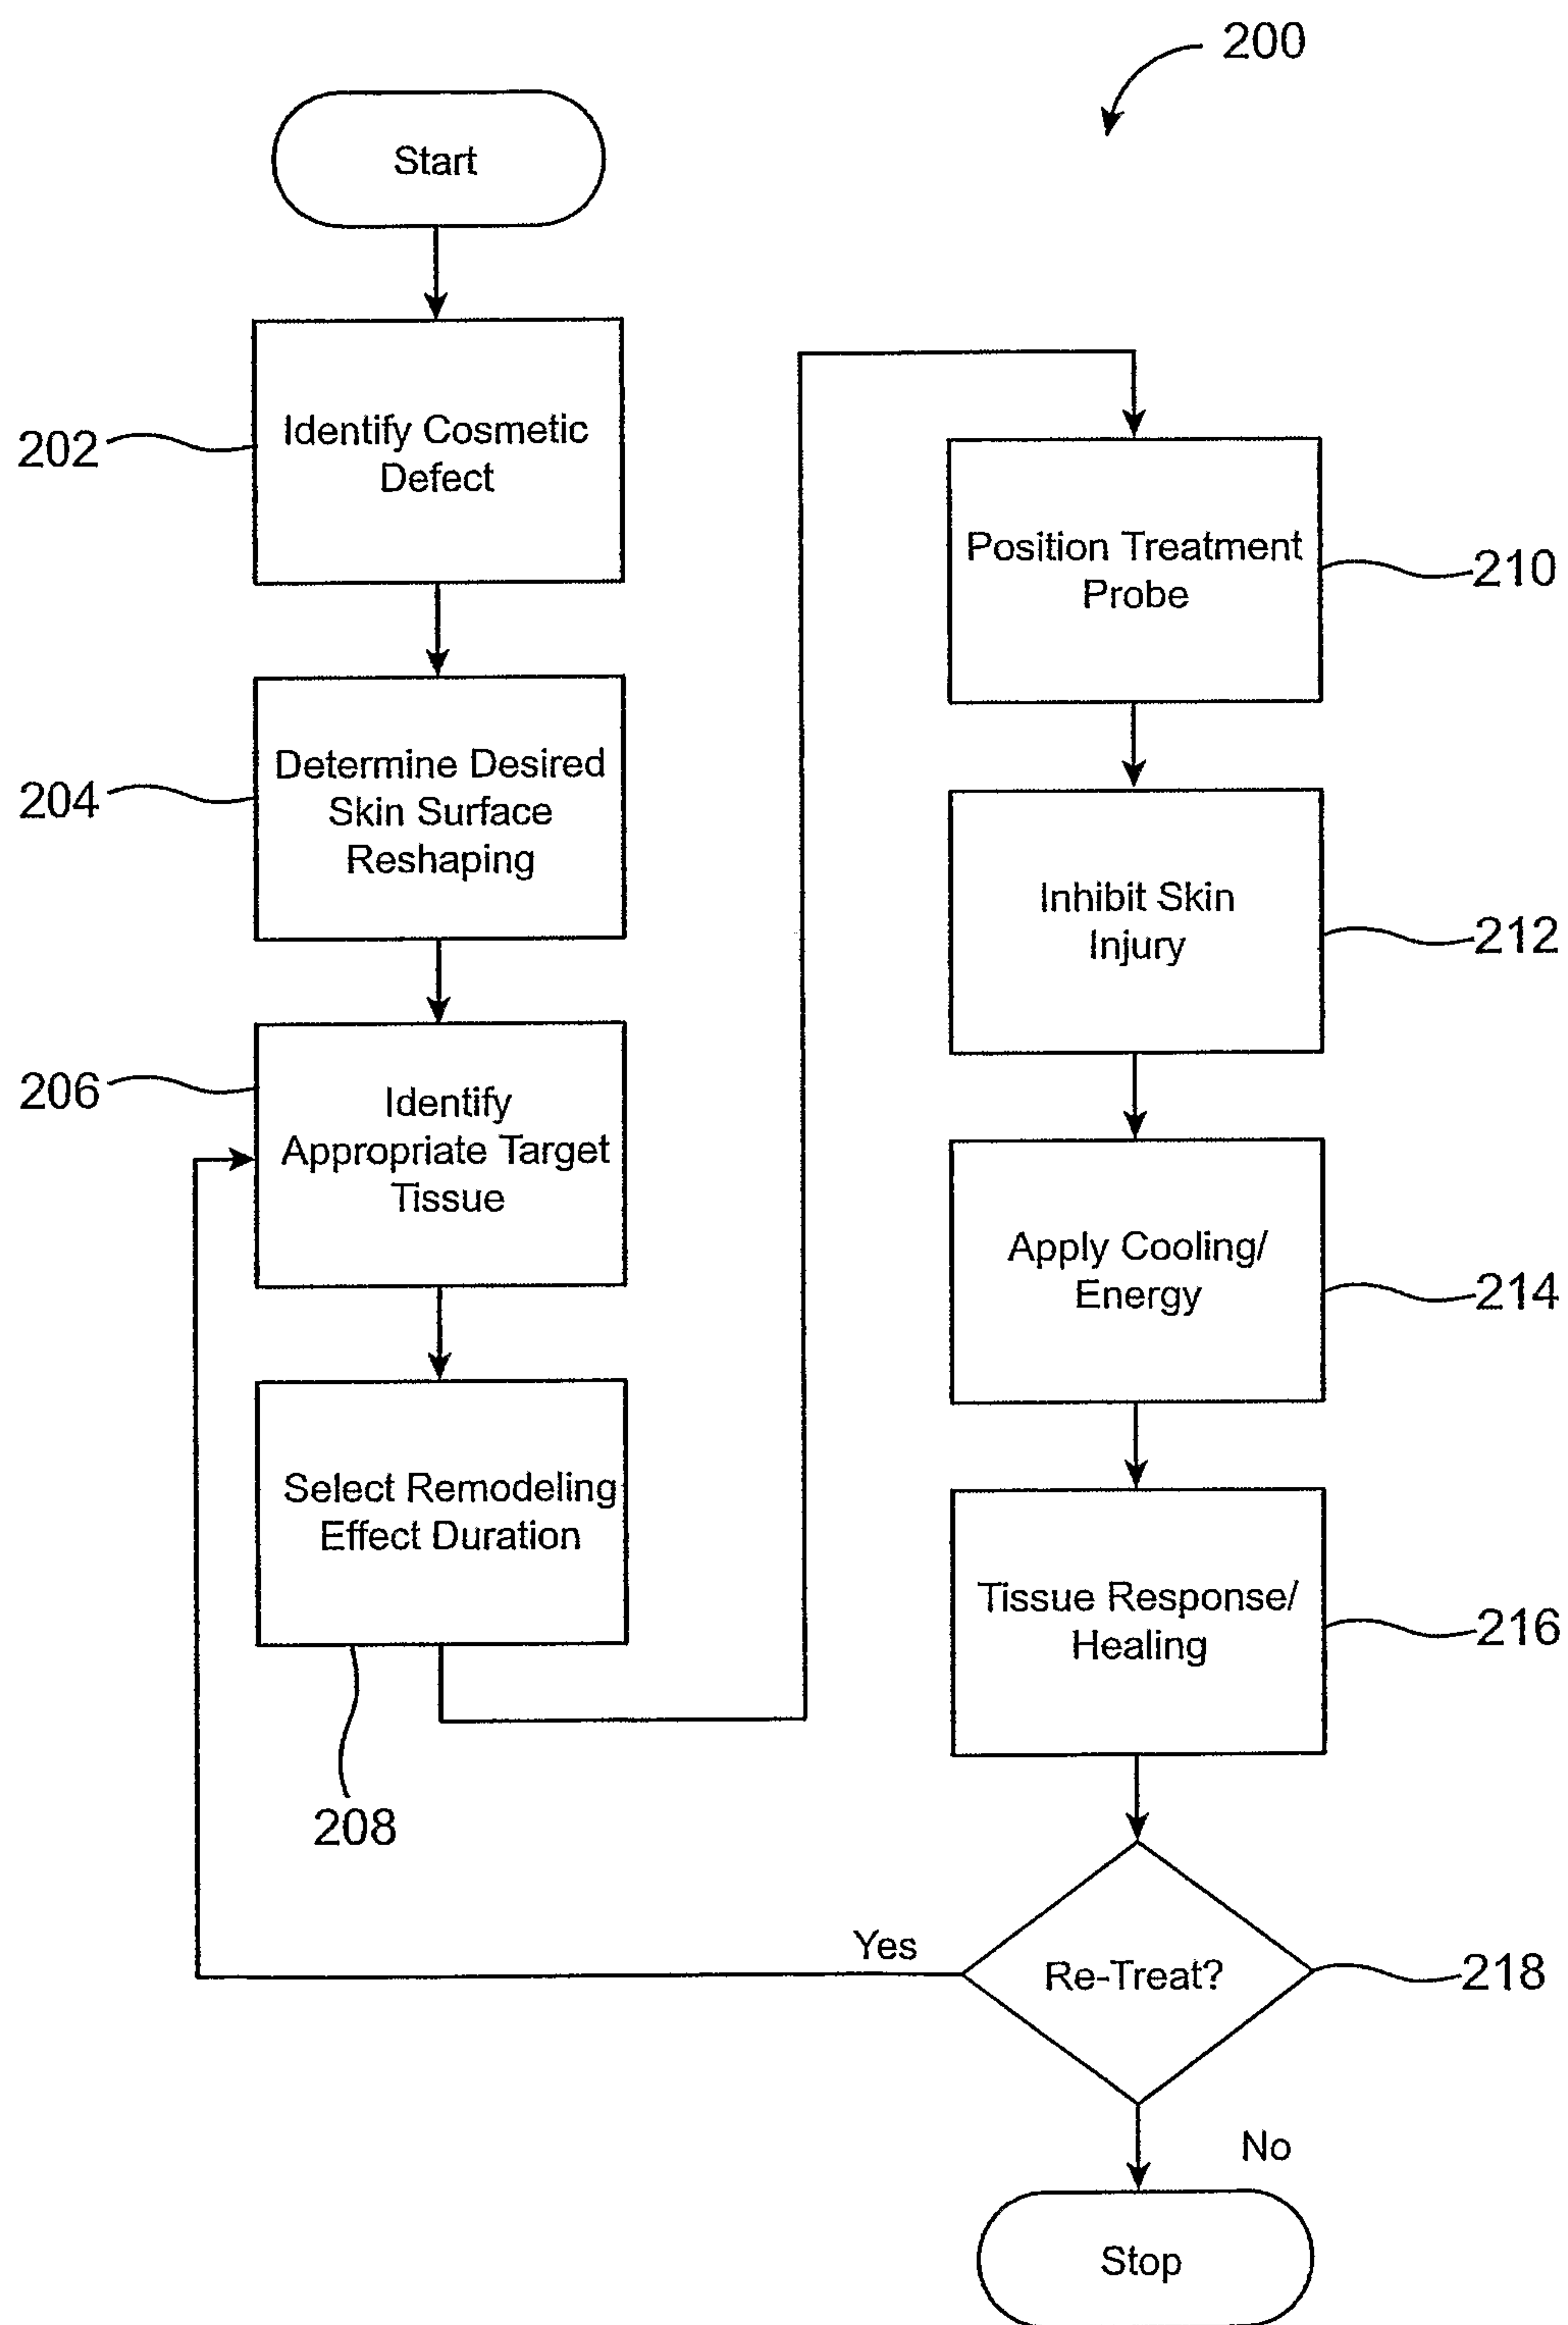 200
Start
202
Identify Cosmetic
Defect
204
Determine Desired
Skin Surface
Reshaping
206
Identify
Appropriate Target
Tissue
Select Remodeling
Effect Duration
208
Position Treatment
Probe
210
Inhibit Skin
Injury
212
Apply Cooling/
Energy
214
Tissue Response/
Healing
216
Yes
Re-Treat?
218
No
Stop